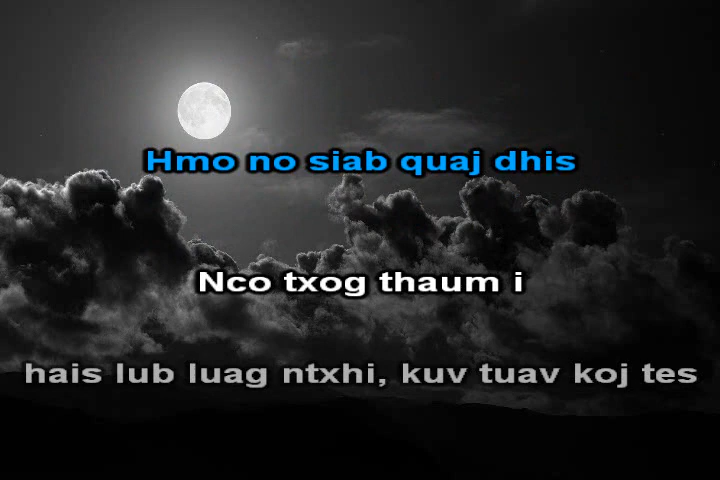 Hmo no siab quaj dhis
Nco txog thaum i
hais lub luag ntxhi, kuv tuav koj tes